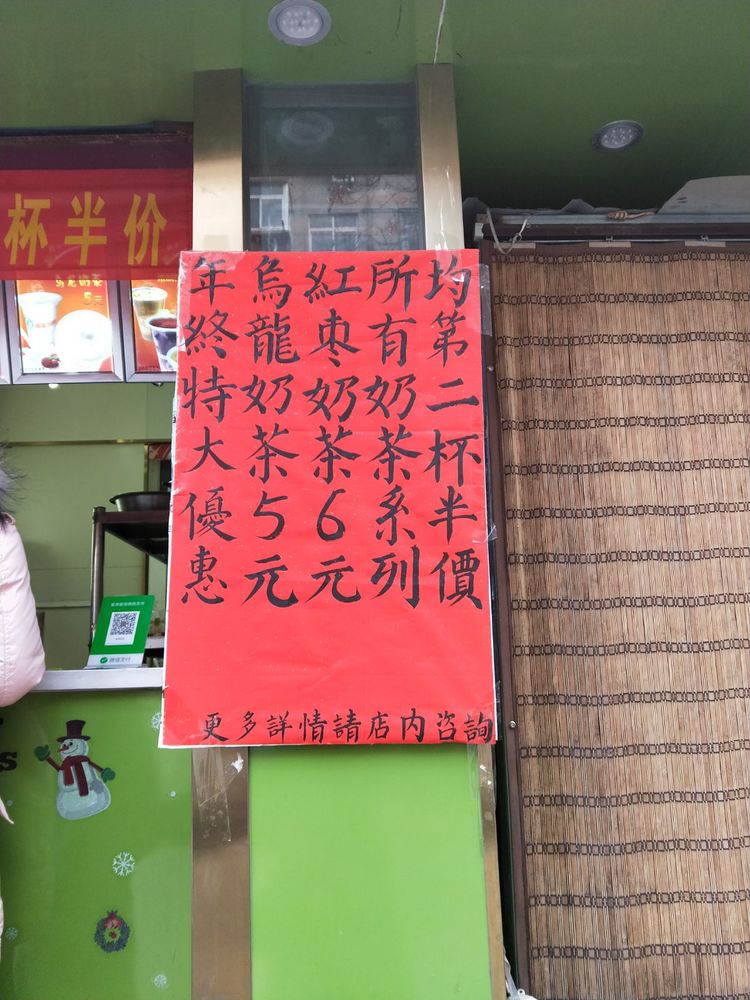 杯半价
乌龙奶茶
5元
年終特大優惠
烏龍奶茶5元
紅枣奶茶6元
所有奶茶系列
均第二杯半價
更多詳情請店内咨詢
微信支付